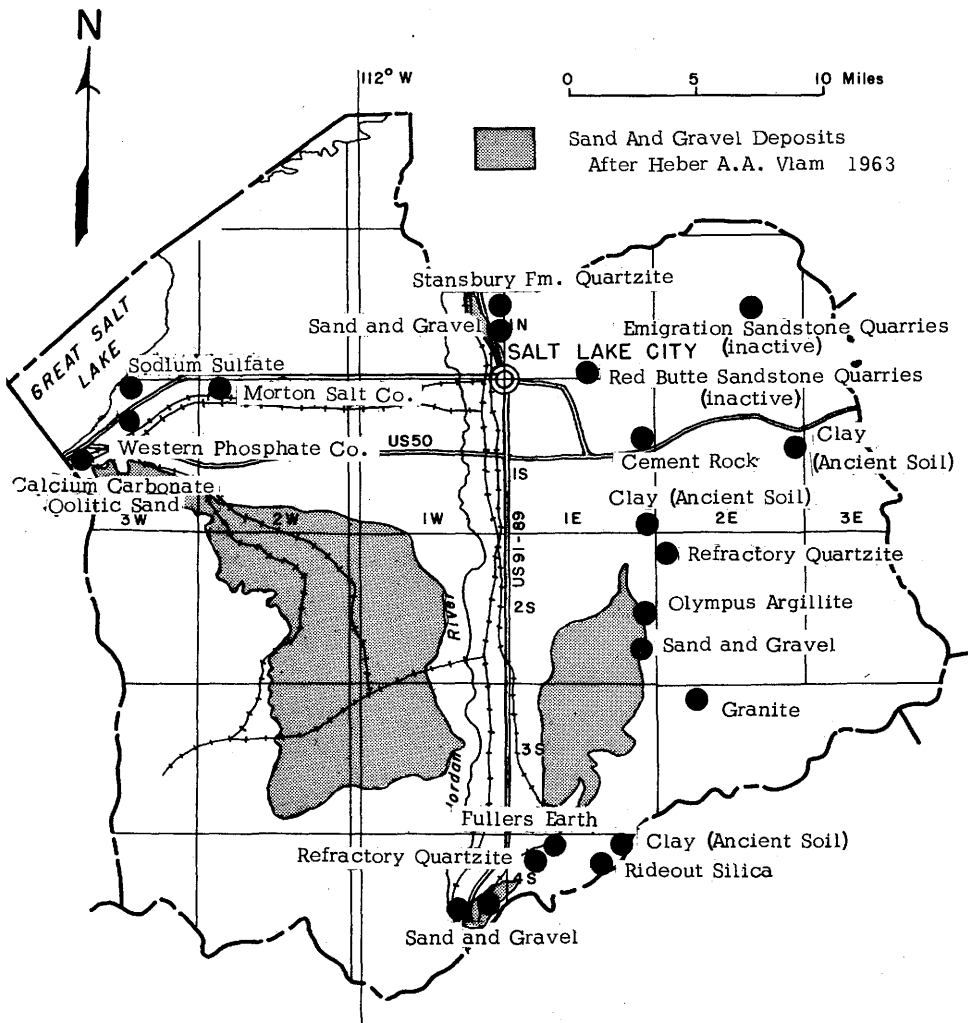 N
112° W
0 5 10 Miles
Sand And Gravel Deposits
After Heber A.A. Vlam 1963
Stansbury Fm. Quartzite
Sand and Gravel
1N
Emigration Sandstone Quarries
(inactive)
GREAT SALT
LAKE
SALT LAKE CITY
Sodium Sulfate
Red Butte Sandstone Quarries
(inactive)
Morton Salt Co.
Western Phosphate Co.
US50
Clay
(Ancient Soil)
Cement Rock
1S
Calcium Carbonate
Oolitic Sand
Clay (Ancient Soil)
3W 2W 1W 1E 2E 3E
US91-89
Refractory Quartzite
2S
Olympus Argillite
River
Sand and Gravel
Granite
3S
Jordan
Fullers Earth
Clay (Ancient Soil)
Refractory Quartzite
Rideout Silica
4S
Sand and Gravel